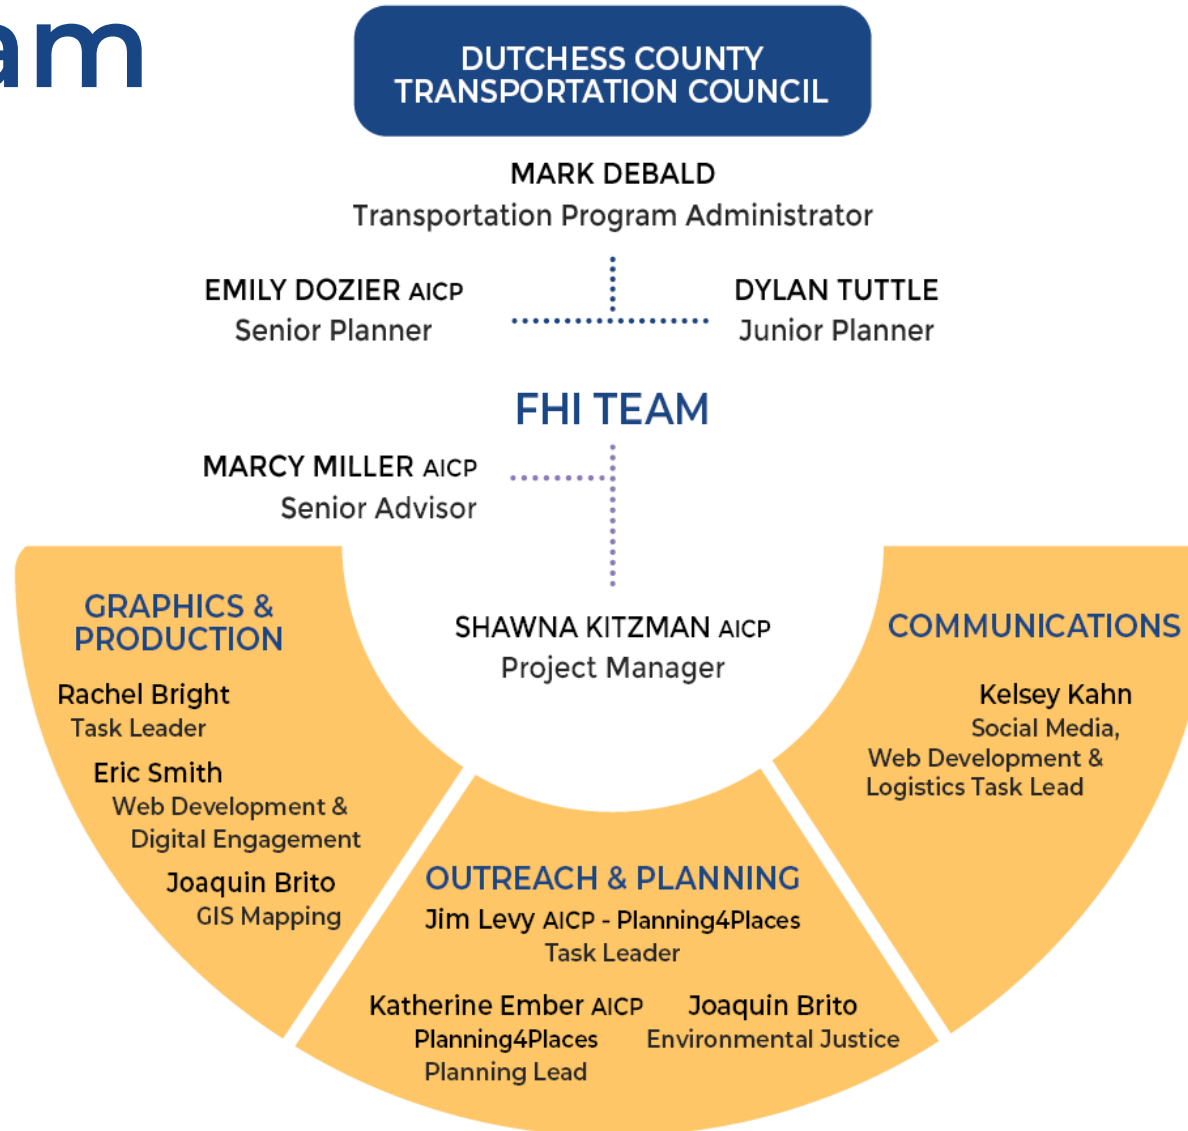 am
DUTCHESS COUNTY
TRANSPORTATION COUNCIL
MARK DEBALD
Transportation Program Administrator
EMILY DOZIER AICP
Senior Planner
DYLAN TUTTLE
Junior Planner
FHI TEAM
MARCY MILLER AICP
Senior Advisor
SHAWNA KITZMAN AICP
Project Manager
GRAPHICS &
PRODUCTION
Rachel Bright
Task Leader
Eric Smith
Web Development &
Digital Engagement
Joaquin Brito
GIS Mapping
OUTREACH & PLANNING
Jim Levy AICP - Planning4Places
Task Leader
Katherine Ember AICP
Planning4Places
Planning Lead
Joaquin Brito
Environmental Justice
COMMUNICATIONS
Kelsey Kahn
Social Media,
Web Development &
Logistics Task Lead